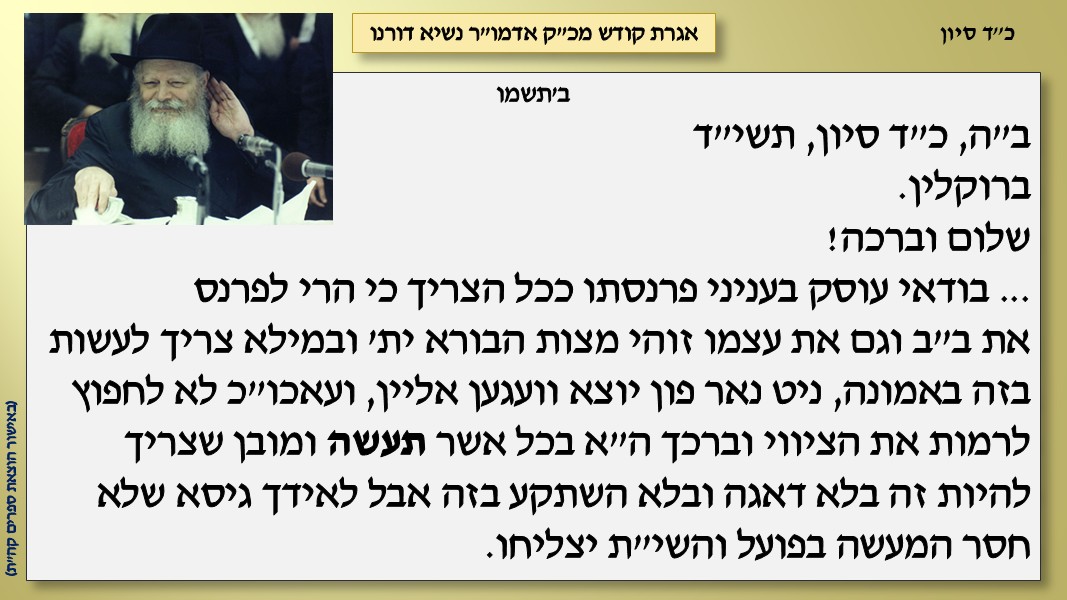 כ״ד סיון
אגרת קודש מכ״ק אדמו״ר נשיא דורנו
ב׳תשמו
ב״ה, כ״ד סיון, תשי״ד
ברוקלין.
שלום וברכה!
... בודאי עוסק בעניני פרנסתו ככל הצריך כי הרי לפרנס
את ב״ב וגם את עצמו זוהי מצות הבורא ית׳ ובמילא צריך לעשות
בזה באמונה, ניט נאר פון יוצא וועגען אליין, ועאכו״כ לא לחפוץ
לרמות את הציווי וברכך ה״א בכל אשר תעשה ומובן שצריך
להיות זה בלא דאגה ובלא השתקע בזה אבל לאידך גיסא שלא
חסר המעשה בפועל והשי״ת יצליחו.
(באשור הוצאת ספרים קה״ת)